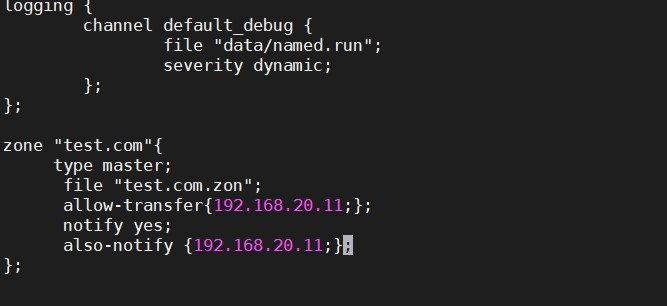 logging {
        channel default_debug {
                file "data/named.run";
                severity dynamic;
        };
};

zone "test.com"{
     type master;
      file "test.com.zon";
      allow-transfer{192.168.20.11;};
      notify yes;
      also-notify {192.168.20.11;};
};